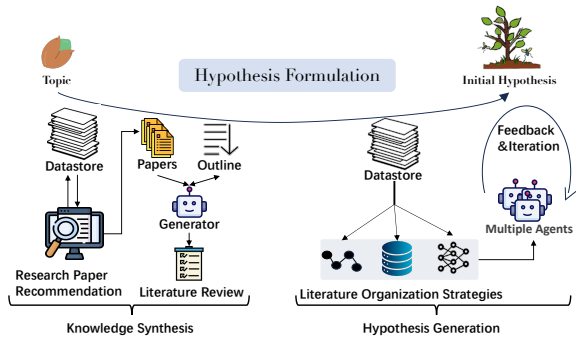 Topic
Hypothesis Formulation
Initial Hypothesis
Datastore
Papers
Outline
Generator
Research Paper
Recommendation
Literature Review
Knowledge Synthesis
Datastore
Feedback
&Iteration
Multiple Agents
Literature Organization Strategies
Hypothesis Generation